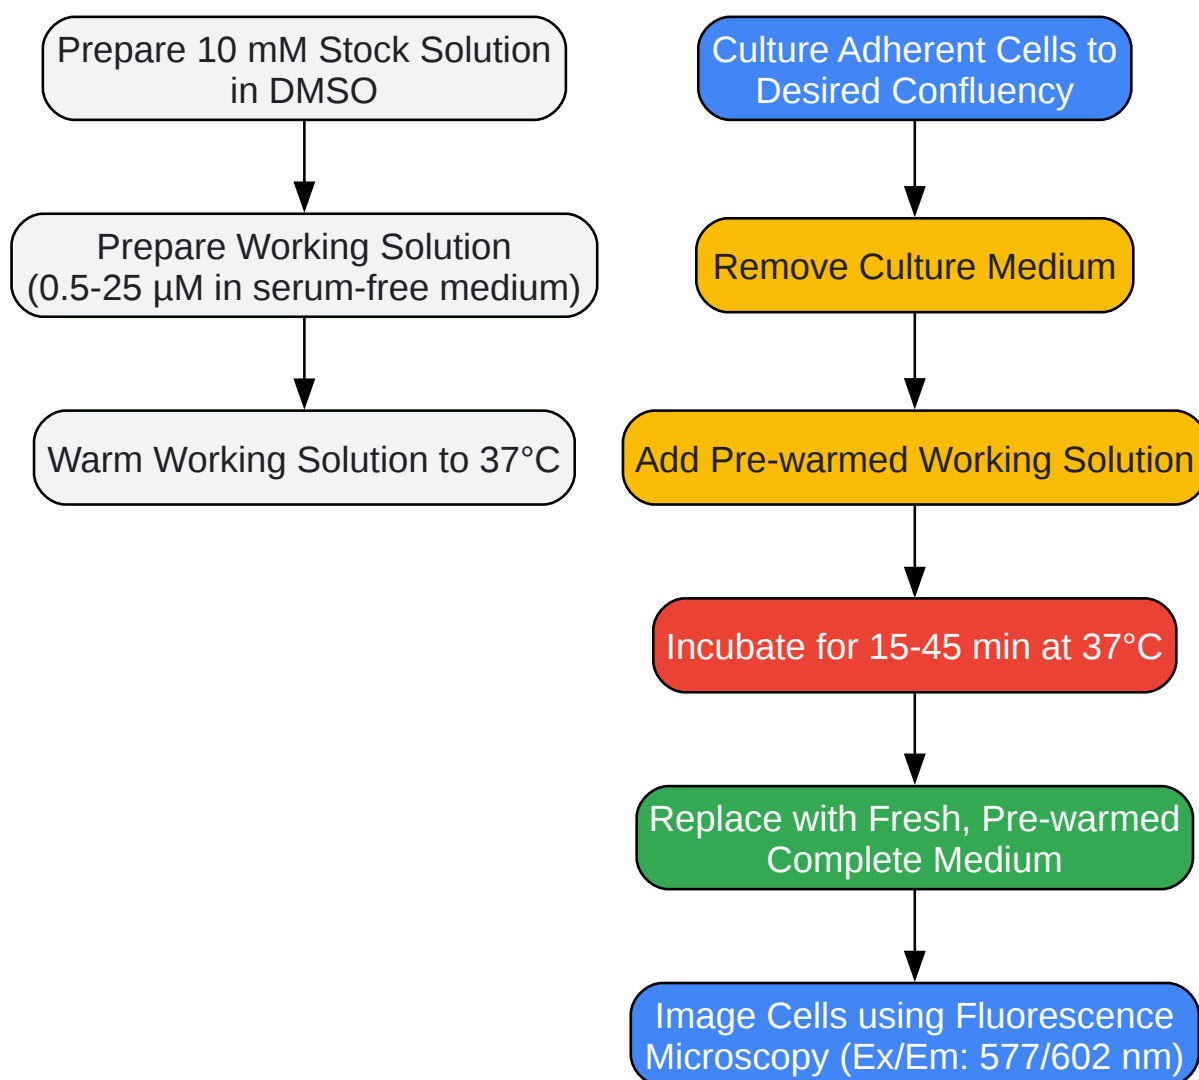 Prepare 10 mM Stock Solution
in DMSO
Prepare Working Solution
(0.5-25 µM in serum-free medium)
Warm Working Solution to 37°C
Culture Adherent Cells to
Desired Confluency
Remove Culture Medium
Add Pre-warmed Working Solution
Incubate for 15-45 min at 37°C
Replace with Fresh, Pre-warmed
Complete Medium
Image Cells using Fluorescence
Microscopy (Ex/Em: 577/602 nm)